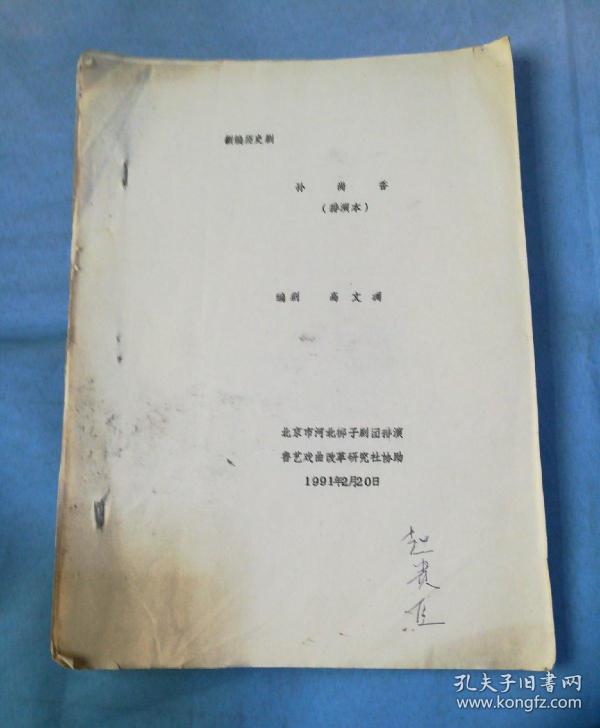 新编历史剧
孙尚香
(排演本)
编剧 高文澜
北京市河北梆子剧团排演
鲁艺戏曲改革研究社协助
1991年2月20日
孔夫子旧书网
kongfz.com